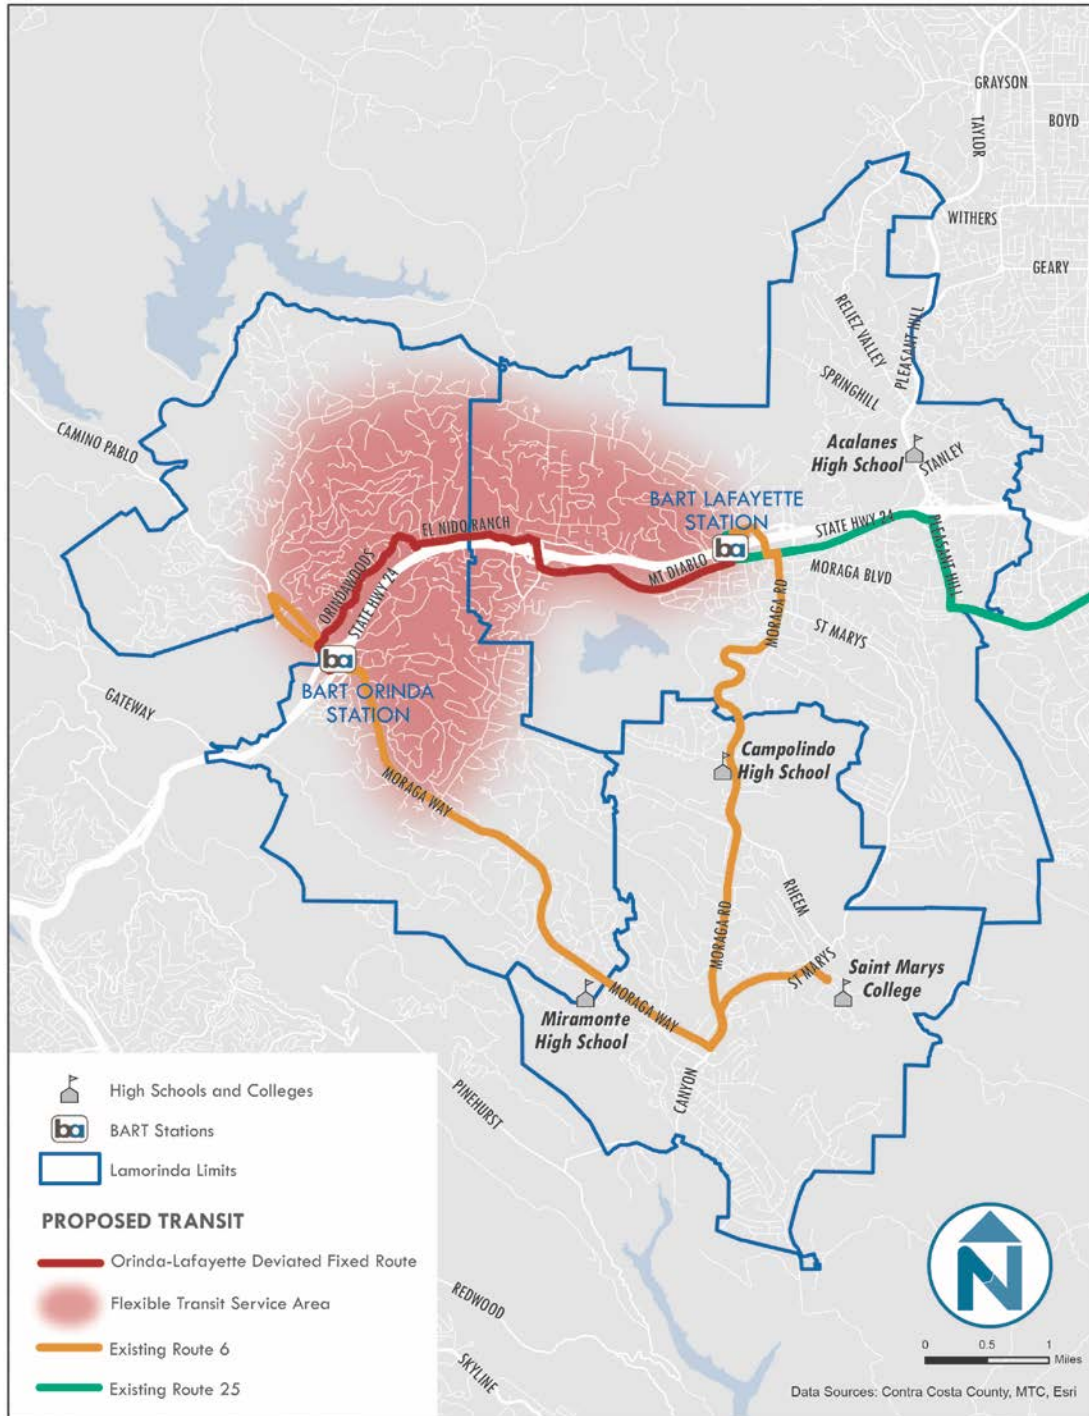 GRAYSON
TAYLOR
BOYD
WITHERS
GEARY
RELIEZ VALLEY
PLEASANT HILL
SPRINGHILL
CAMINO PABLO
Acalanes
High School
STANLEY
BART LAFAYETTE
STATION
STATE HWY 24
EL NIDO RANCH
ORINDAWOODS
STATE HWY 24
MT DIABLO
ba
MORAGA BLVD
PLEASANT HILL
MORAGA RD
ST MARYS
ba
BART ORINDA
STATION
GATEWAY
MORAGA WAY
Campolindo
High School
RHEEM
MORAGA RD
ST MARYS
Saint Marys
College
Miramonte
High School
MORAGA WAY
CANYON
PINEHURST
REDWOOD
SKYLINE
High Schools and Colleges
ba
BART Stations
Lamorinda Limits
PROPOSED TRANSIT
Orinda-Lafayette Deviated Fixed Route
Flexible Transit Service Area
Existing Route 6
Existing Route 25
N
0 0.5 1
Miles
Data Sources: Contra Costa County, MTC, Esri